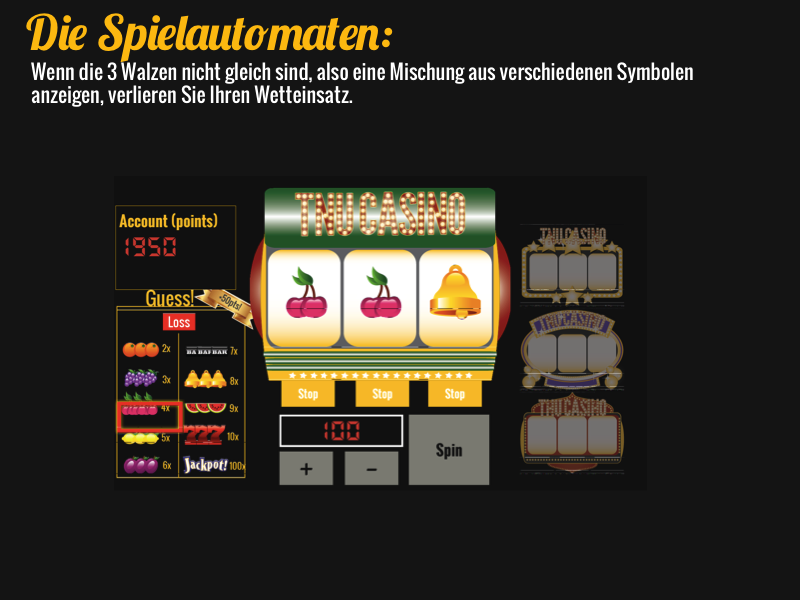 Die Spielautomaten:
Wenn die 3 Walzen nicht gleich sind, also eine Mischung aus verschiedenen Symbolen
anzeigen, verlieren Sie Ihren Wetteinsatz.
TNU CASINO
Account (points)
1950
Guess!
-50pts!
Loss
2x
BAR BAR BAR 7x
3x
8x
4x
9x
5x
777 10x
6x
Jackpot! 100x
Stop
Stop
Stop
100
+
-
Spin
TNU CASINO
TNU CASINO
TNU CASINO